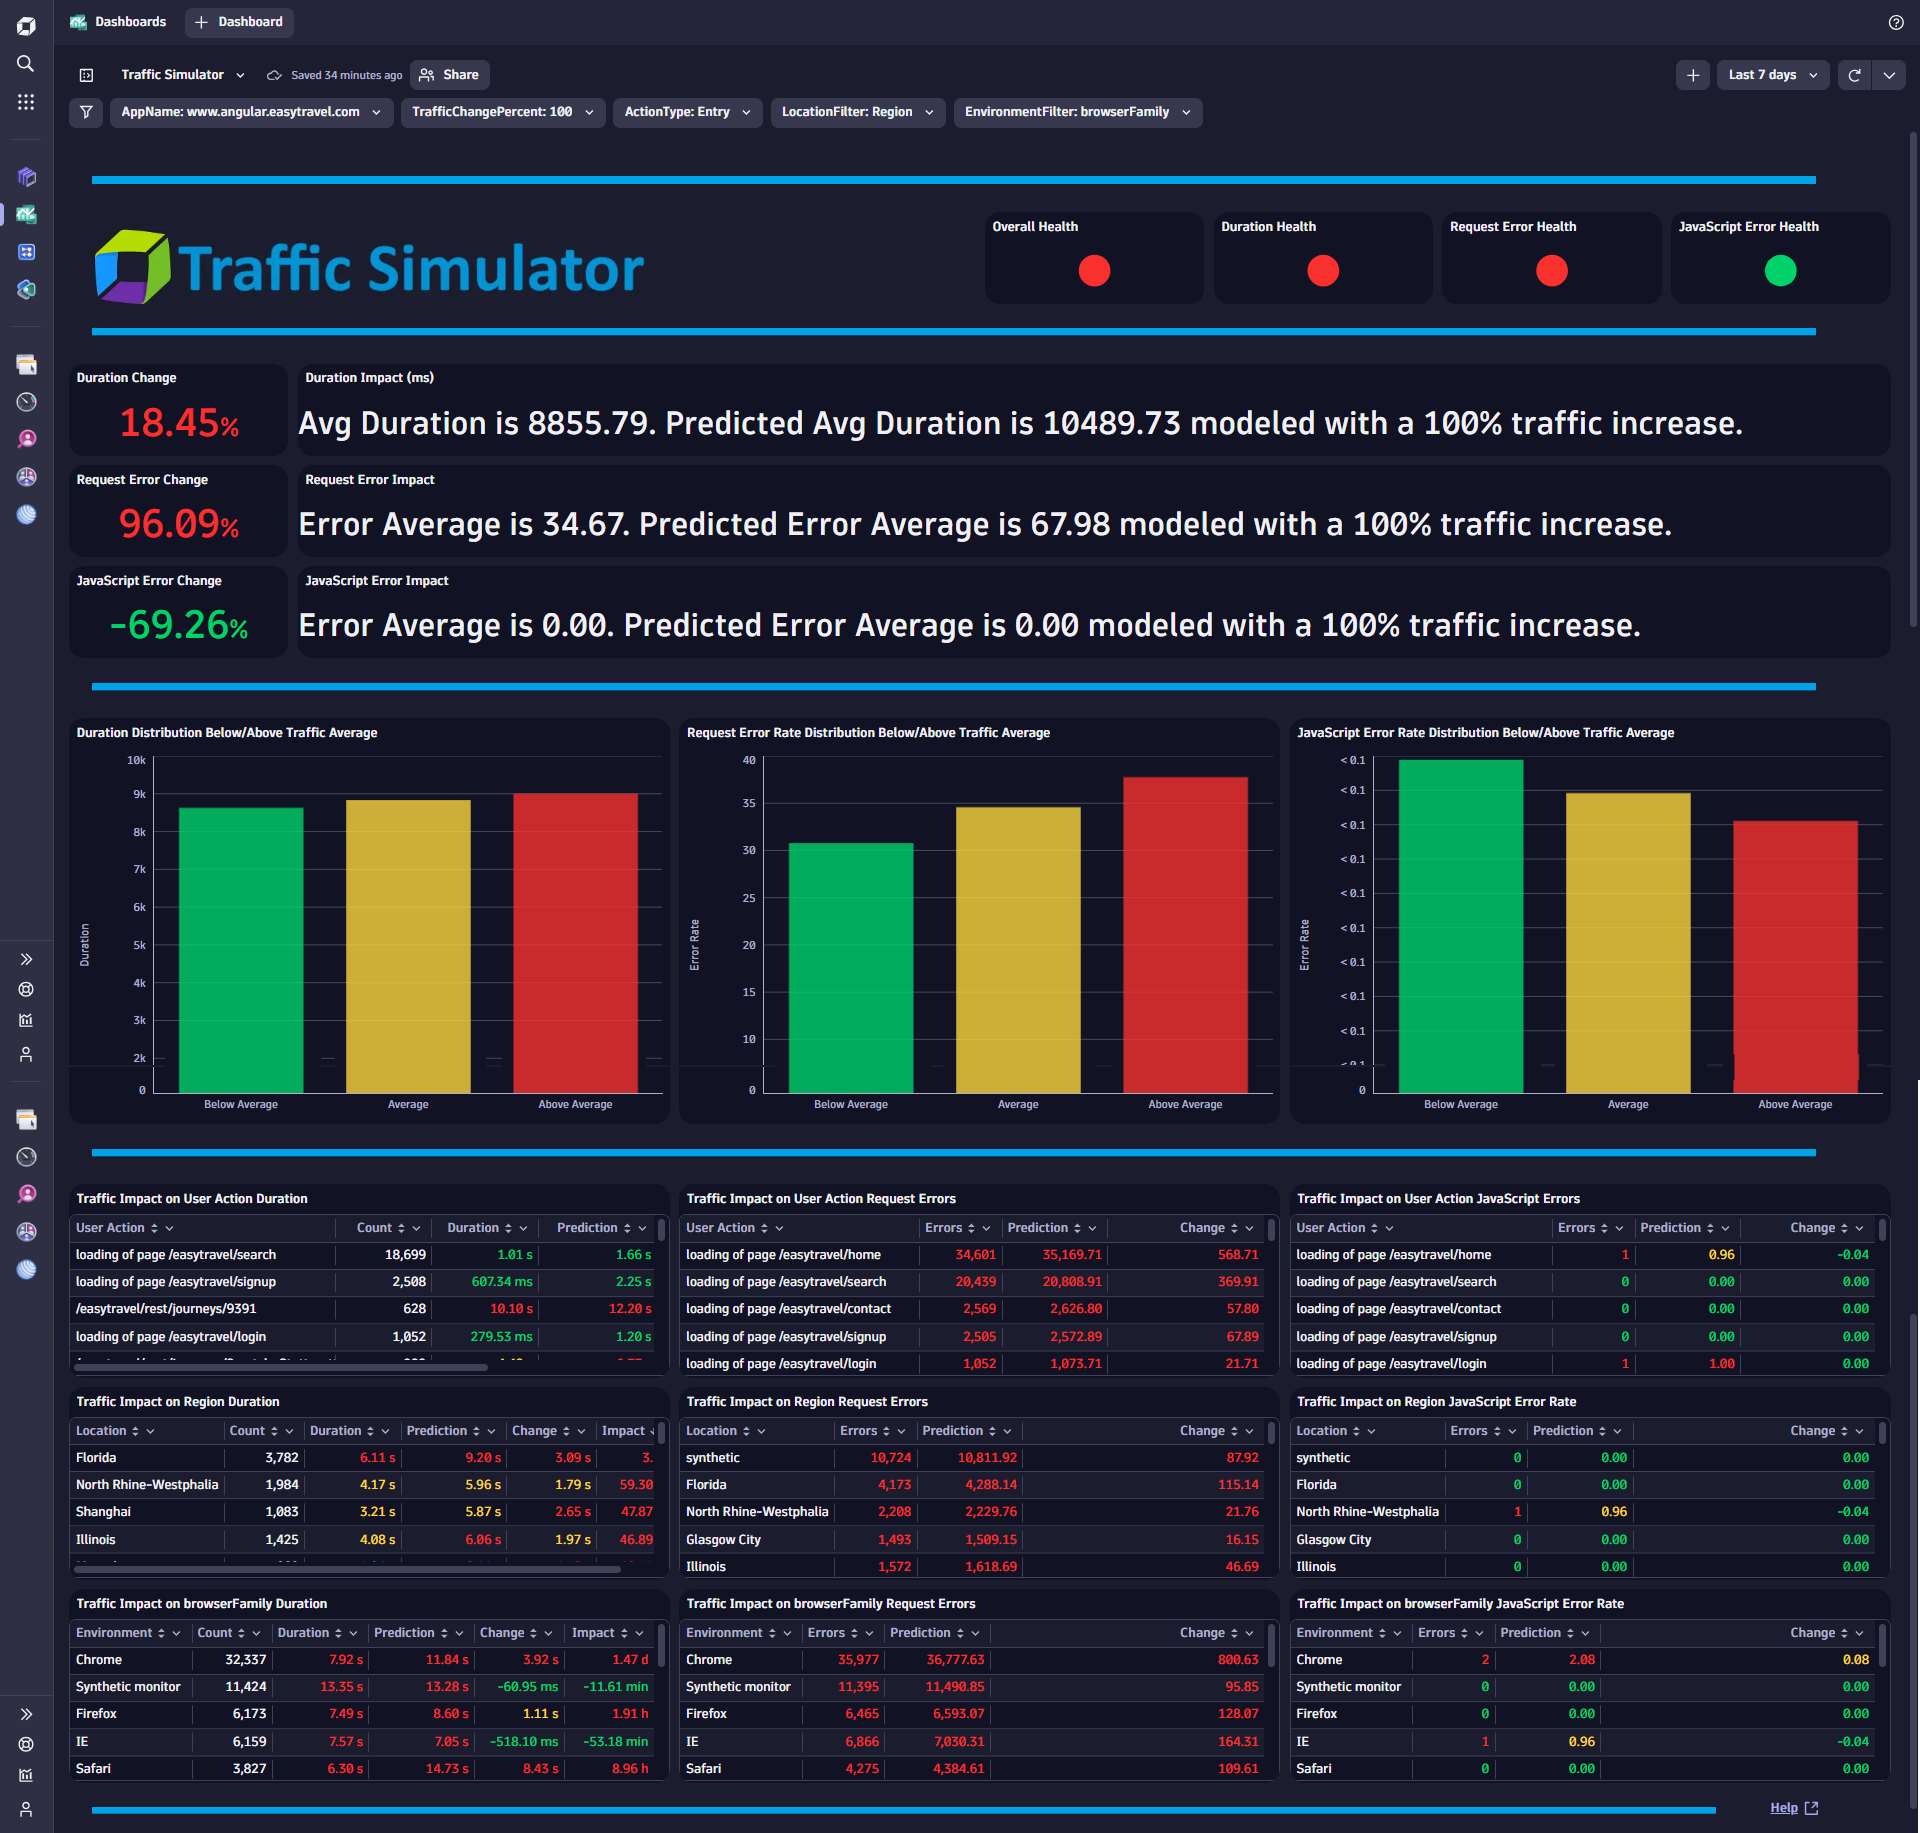 Dashboards
Dashboard
Traffic Simulator
Saved 34 minutes ago
Share
Last 7 days
AppName: www.angular.easytravel.com
TrafficChangePercent: 100
ActionType: Entry
LocationFilter: Region
EnvironmentFilter: browserFamily
Traffic Simulator
Overall Health
Duration Health
Request Error Health
JavaScript Error Health
Duration Change
18.45%
Duration Impact (ms)
Avg Duration is 8855.79. Predicted Avg Duration is 10489.73 modeled with a 100% traffic increase.
Request Error Change
96.09%
Request Error Impact
Error Average is 34.67. Predicted Error Average is 67.98 modeled with a 100% traffic increase.
JavaScript Error Change
-69.26%
JavaScript Error Impact
Error Average is 0.00. Predicted Error Average is 0.00 modeled with a 100% traffic increase.
Duration Distribution Below/Above Traffic Average
10k
9k
8k
7k
6k
5k
4k
3k
2k
0
Duration
Below Average
Average
Above Average
Request Error Rate Distribution Below/Above Traffic Average
40
35
30
25
20
15
10
0
Error Rate
Below Average
Average
Above Average
JavaScript Error Rate Distribution Below/Above Traffic Average
< 0.1
< 0.1
< 0.1
< 0.1
< 0.1
< 0.1
< 0.1
< 0.1
< 0.1
0
Error Rate
Below Average
Average
Above Average
Traffic Impact on User Action Duration
User Action Count Duration Prediction
loading of page /easytravel/search 18,699 1.01 s 1.66 s
loading of page /easytravel/signup 2,508 607.34 ms 2.25 s
/easytravel/rest/journeys/9391 628 10.10 s 12.20 s
loading of page /easytravel/login 1,052 279.53 ms 1.20 s
Traffic Impact on User Action Request Errors
User Action Errors Prediction Change
loading of page /easytravel/home 34,601 35,169.71 568.71
loading of page /easytravel/search 20,439 20,808.91 369.91
loading of page /easytravel/contact 2,569 2,626.80 57.80
loading of page /easytravel/signup 2,505 2,572.89 67.89
loading of page /easytravel/login 1,052 1,073.71 21.71
Traffic Impact on User Action JavaScript Errors
User Action Errors Prediction Change
loading of page /easytravel/home 1 0.96 -0.04
loading of page /easytravel/search 0 0.00 0.00
loading of page /easytravel/contact 0 0.00 0.00
loading of page /easytravel/signup 0 0.00 0.00
loading of page /easytravel/login 1 1.00 0.00
Traffic Impact on Region Duration
Location Count Duration Prediction Change Impact
Florida 3,782 6.11 s 9.20 s 3.09 s 3.
North Rhine-Westphalia 1,984 4.17 s 5.96 s 1.79 s 59.30
Shanghai 1,083 3.21 s 5.87 s 2.65 s 47.87
Illinois 1,425 4.08 s 6.06 s 1.97 s 46.89
Traffic Impact on Region Request Errors
Location Errors Prediction Change
synthetic 10,724 10,811.92 87.92
Florida 4,173 4,288.14 115.14
North Rhine-Westphalia 2,208 2,229.76 21.76
Glasgow City 1,493 1,509.15 16.15
Illinois 1,572 1,618.69 46.69
Traffic Impact on Region JavaScript Error Rate
Location Errors Prediction Change
synthetic 0 0.00 0.00
Florida 0 0.00 0.00
North Rhine-Westphalia 1 0.96 -0.04
Glasgow City 0 0.00 0.00
Illinois 0 0.00 0.00
Traffic Impact on browserFamily Duration
Environment Count Duration Prediction Change Impact
Chrome 32,337 7.92 s 11.84 s 3.92 s 1.47 d
Synthetic monitor 11,424 13.35 s 13.28 s -60.95 ms -11.61 min
Firefox 6,173 7.49 s 8.60 s 1.11 s 1.91 h
IE 6,159 7.57 s 7.05 s -518.10 ms -53.18 min
Safari 3,827 6.30 s 14.73 s 8.43 s 8.96 h
Traffic Impact on browserFamily Request Errors
Environment Errors Prediction Change
Chrome 35,977 36,777.63 800.63
Synthetic monitor 11,395 11,490.85 95.85
Firefox 6,465 6,593.07 128.07
IE 6,866 7,030.31 164.31
Safari 4,275 4,384.61 109.61
Traffic Impact on browserFamily JavaScript Error Rate
Environment Errors Prediction Change
Chrome 2 2.08 0.08
Synthetic monitor 0 0.00 0.00
Firefox 0 0.00 0.00
IE 1 0.96 -0.04
Safari 0 0.00 0.00
Help